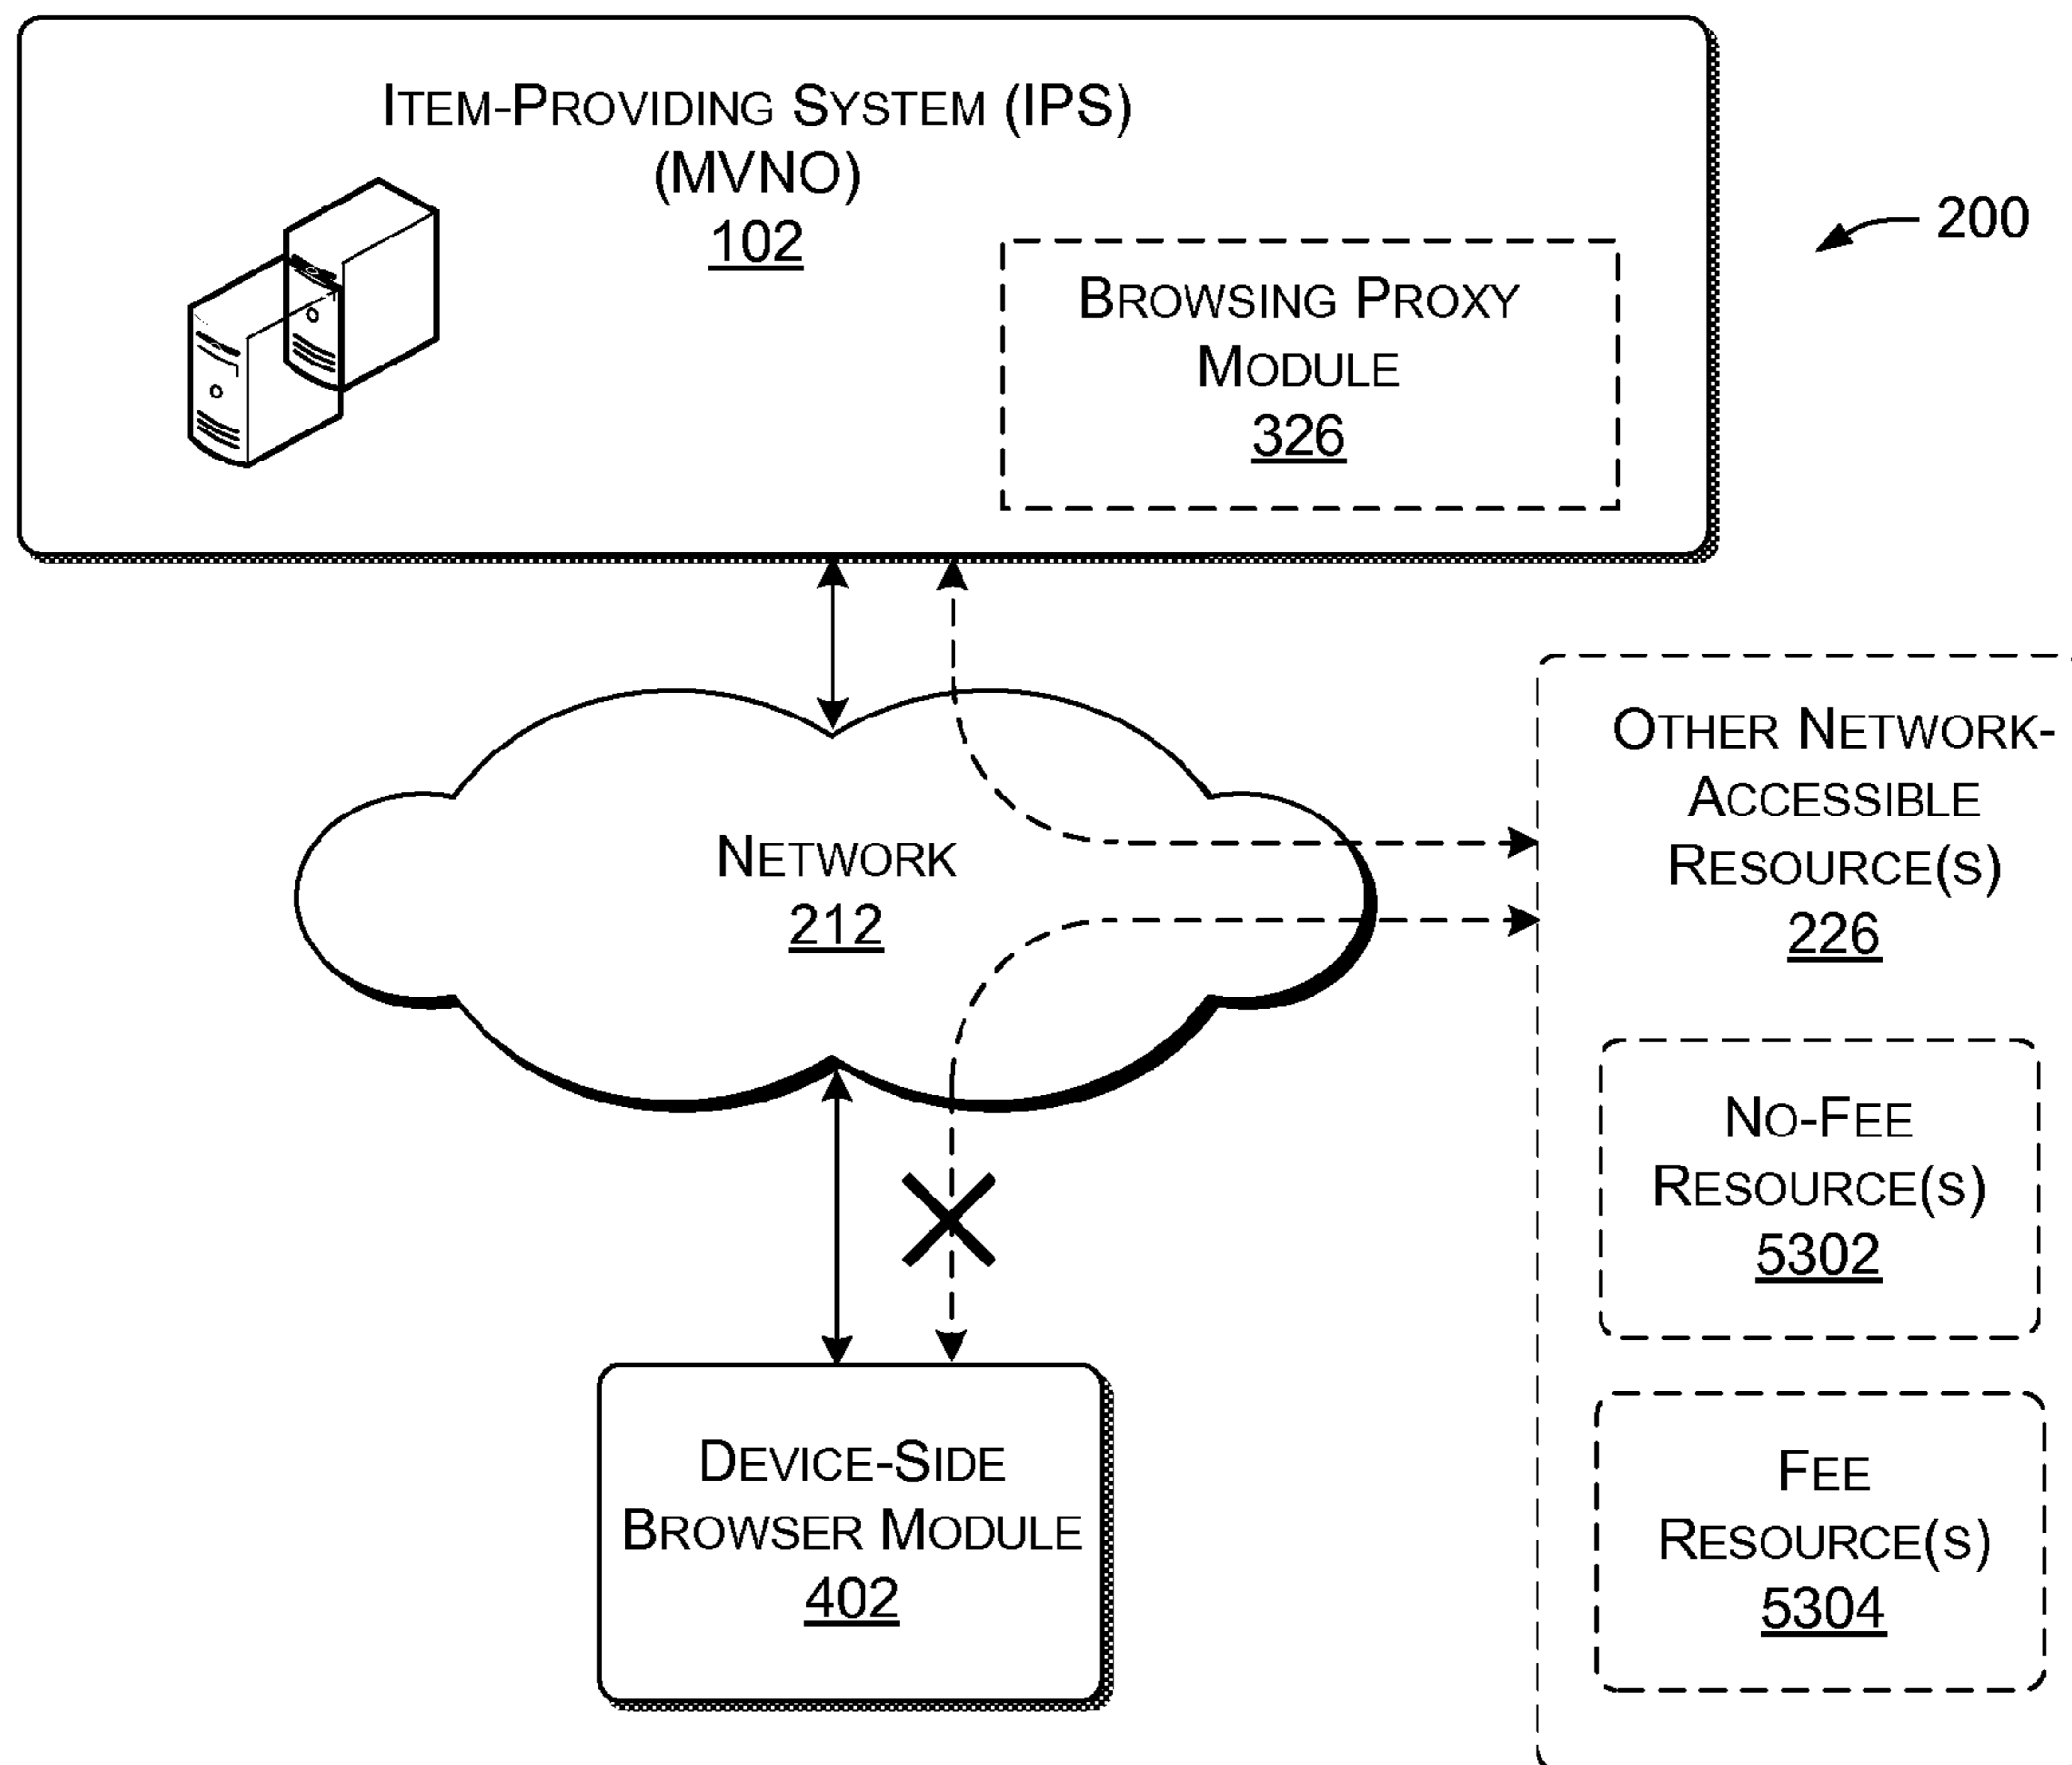 ITEM-PROVIDING SYSTEM (IPS)
(MVNO)
102
BROWSING PROXY
MODULE
326
200
OTHER NETWORK-
ACCESSIBLE
RESOURCE(S)
226
NETWORK
212
NO-FEE
RESOURCE(S)
5302
FEE
RESOURCE(S)
5304
DEVICE-SIDE
BROWSER MODULE
402